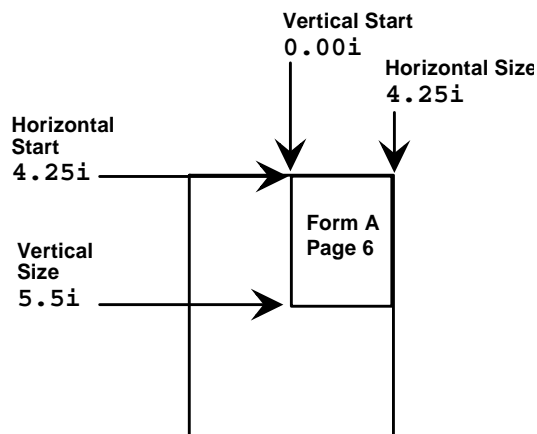 Vertical Start
0.00i
Horizontal Size
4.25i
Horizontal
Start
4.25i
Form A
Page 6
Vertical
Size
5.5i